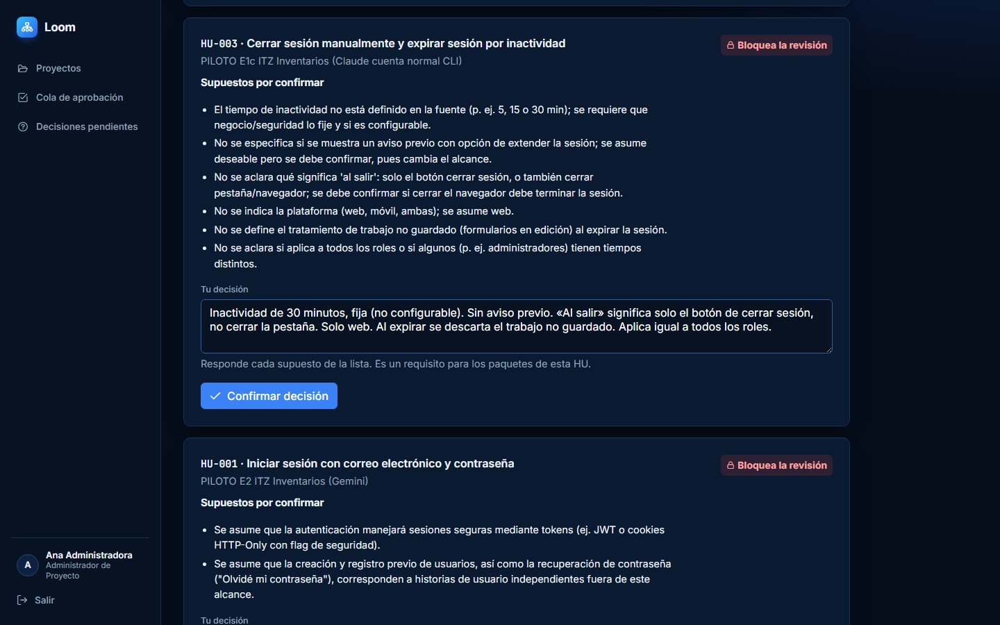 Loom
Proyectos
Cola de aprobación
Decisiones pendientes
Ana Administradora
Administrador de
Proyecto
A
Salir
HU-003 · Cerrar sesión manualmente y expirar sesión por inactividad
Bloquea la revisión
PILOTO E1c ITZ Inventarios (Claude cuenta normal CLI)
Supuestos por confirmar
• El tiempo de inactividad no está definido en la fuente (p. ej. 5, 15 o 30 min); se requiere que
negocio/seguridad lo fije y si es configurable.
• No se especifica si se muestra un aviso previo con opción de extender la sesión; se asume
deseable pero se debe confirmar, pues cambia el alcance.
• No se aclara qué significa 'al salir': solo el botón cerrar sesión, o también cerrar
pestaña/navegador; se debe confirmar si cerrar el navegador debe terminar la sesión.
• No se indica la plataforma (web, móvil, ambas); se asume web.
• No se define el tratamiento de trabajo no guardado (formularios en edición) al expirar la sesión.
• No se aclara si aplica a todos los roles o si algunos (p. ej. administradores) tienen tiempos
distintos.
Tu decisión
Inactividad de 30 minutos, fija (no configurable). Sin aviso previo. «Al salir» significa solo el botón de cerrar sesión,
no cerrar la pestaña. Solo web. Al expirar se descarta el trabajo no guardado. Aplica igual a todos los roles.
Responde cada supuesto de la lista. Es un requisito para los paquetes de esta HU.
Confirmar decisión
HU-001 · Iniciar sesión con correo electrónico y contraseña
Bloquea la revisión
PILOTO E2 ITZ Inventarios (Gemini)
Supuestos por confirmar
• Se asume que la autenticación manejará sesiones seguras mediante tokens (ej. JWT o cookies
HTTP-Only con flag de seguridad).
• Se asume que la creación y registro previo de usuarios, así como la recuperación de contraseña
("Olvidé mi contraseña"), corresponden a historias de usuario independientes fuera de este
alcance.
Tu decisión